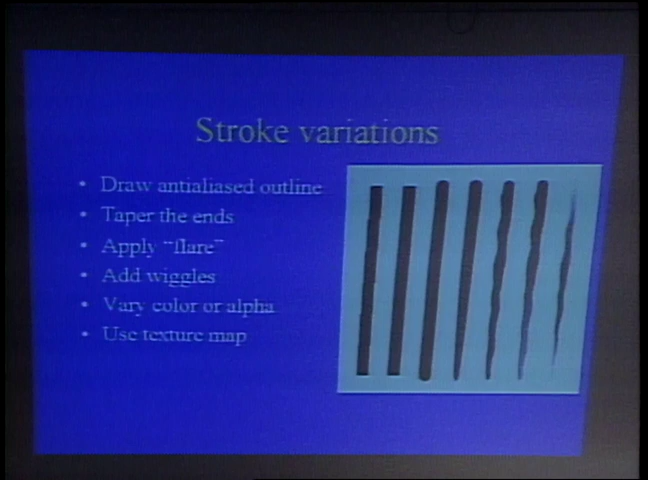 Stroke variations
• Draw antialiased outline
• Taper the ends
• Apply "flare"
• Add wiggles
• Vary color or alpha
• Use texture map